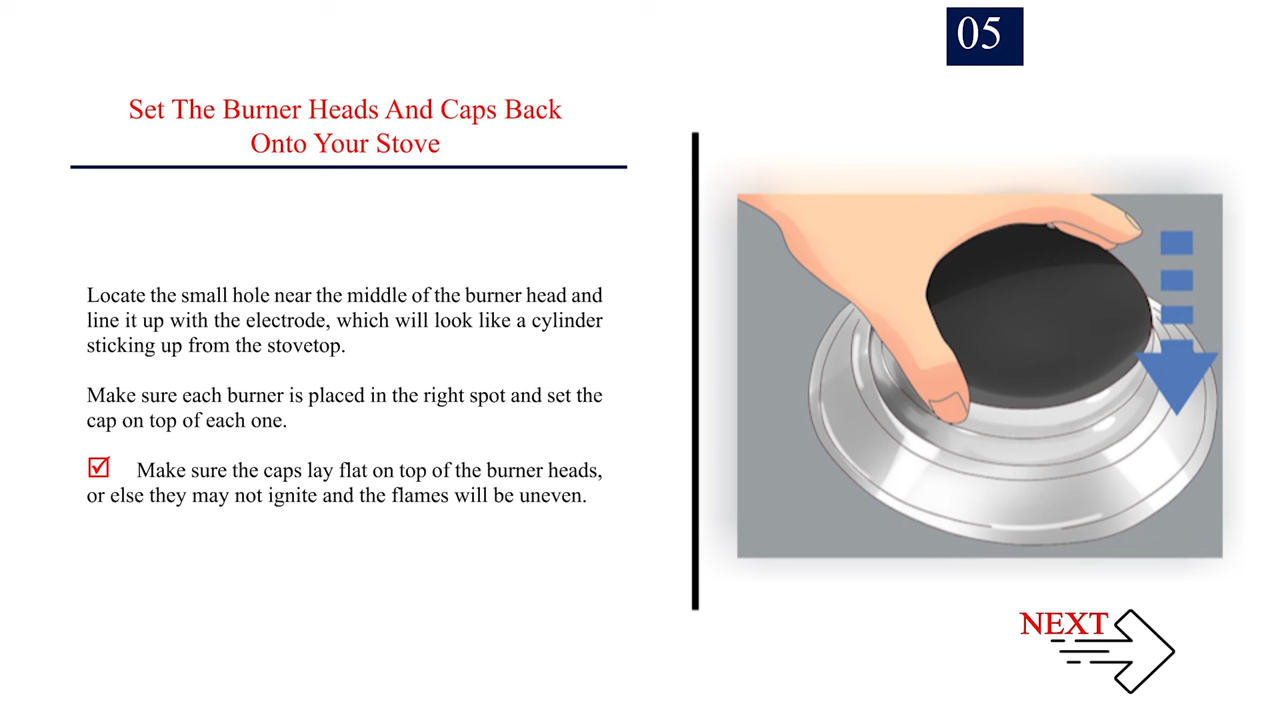 05
Set The Burner Heads And Caps Back
Onto Your Stove
Locate the small hole near the middle of the burner head and
line it up with the electrode, which will look like a cylinder
sticking up from the stovetop.
Make sure each burner is placed in the right spot and set the
cap on top of each one.
Make sure the caps lay flat on top of the burner heads,
or else they may not ignite and the flames will be uneven.
NEXT